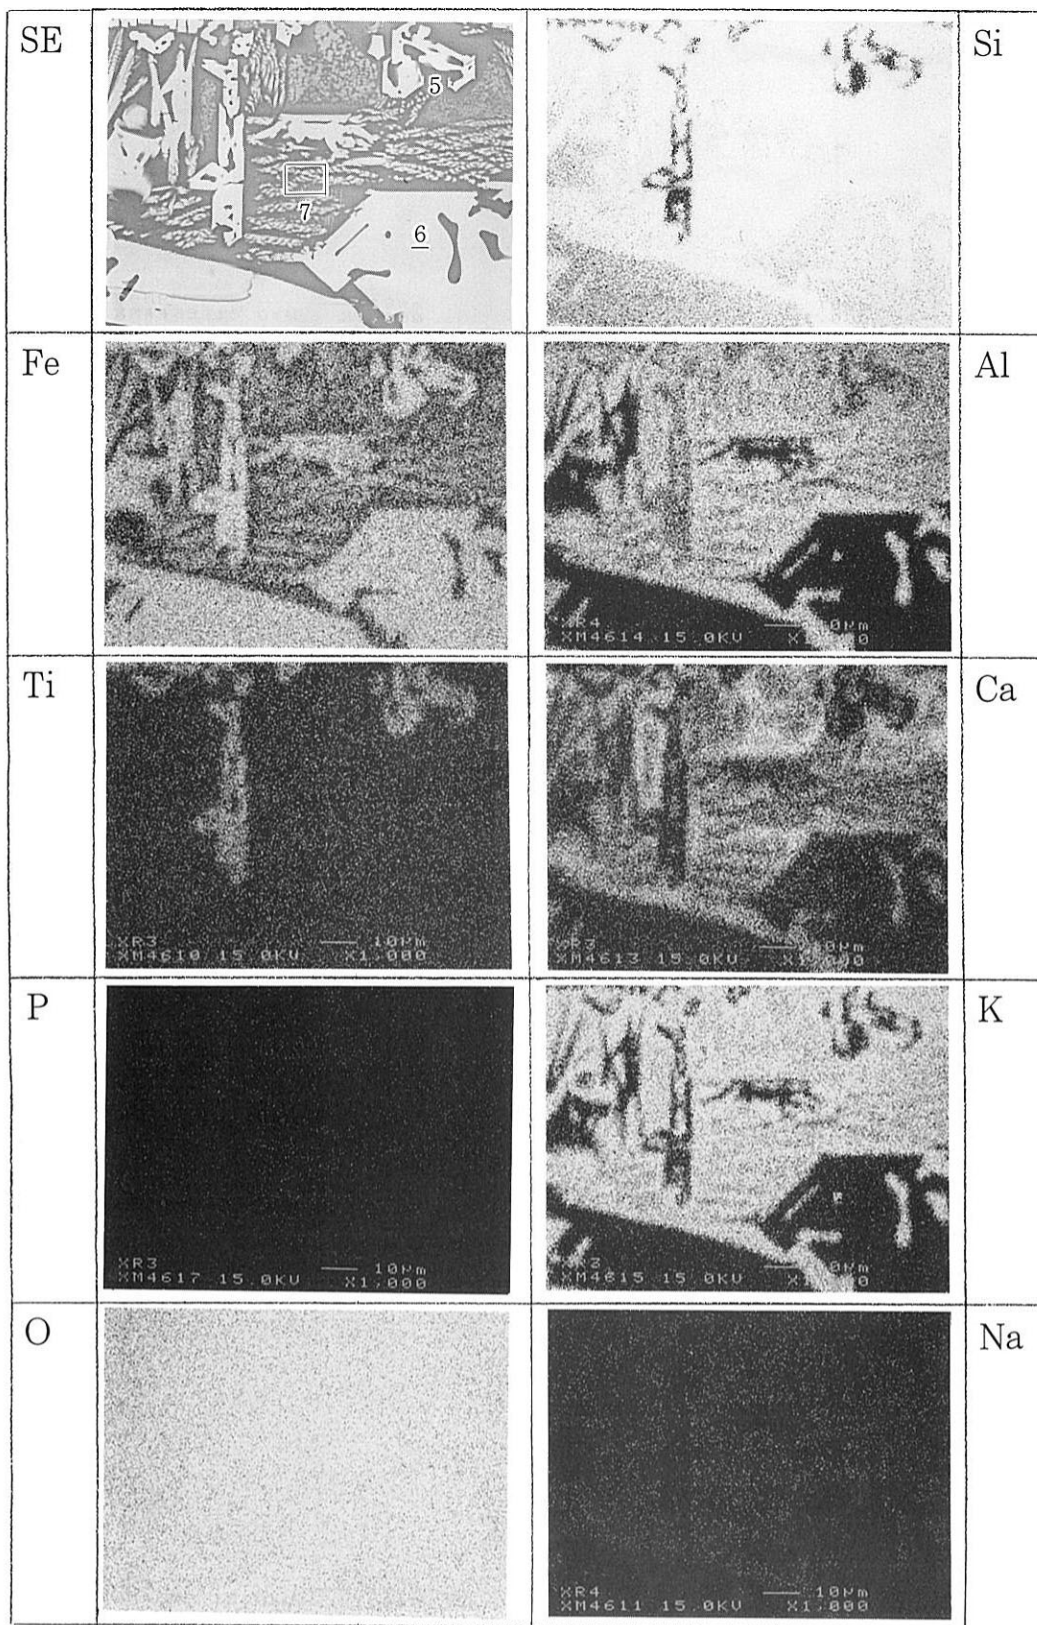 SE
Si
5
7
6
Fe
Al
XR4
XM4614 15.0KV
Ti
Ca
XR3 10μm
XM4610 15.0KV X1,000
XM4613 15.0KV
P
K
XR3 10μm
XM4617 15.0KV X1,000
XM4615 15.0KV
O
Na
XR4 10μm
XM4611 15.0KV X1,000